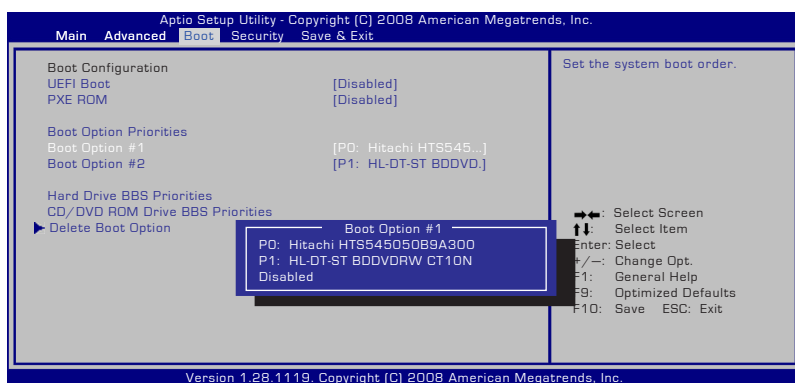 Aptio Setup Utility - Copyright (C) 2008 American Megatrends, Inc.
Main Advanced Boot Security Save & Exit
Boot Configuration
UEFI Boot [Disabled]
PXE ROM [Disabled]
Boot Option Priorities
Boot Option #1 [P0: Hitachi HTS545...]
Boot Option #2 [P1: HL-DT-ST BDDVD.]
Hard Drive BBS Priorities
CD/DVD ROM Drive BBS Priorities
Delete Boot Option
Boot Option #1
P0: Hitachi HTS545050B9A300
P1: HL-DT-ST BDDVDRW CT10N
Disabled
Set the system boot order.
→←: Select Screen
↑↓: Select Item
Enter: Select
+/—: Change Opt.
F1: General Help
F9: Optimized Defaults
F10: Save ESC: Exit
Version 1.28.1119. Copyright (C) 2008 American Megatrends, Inc.